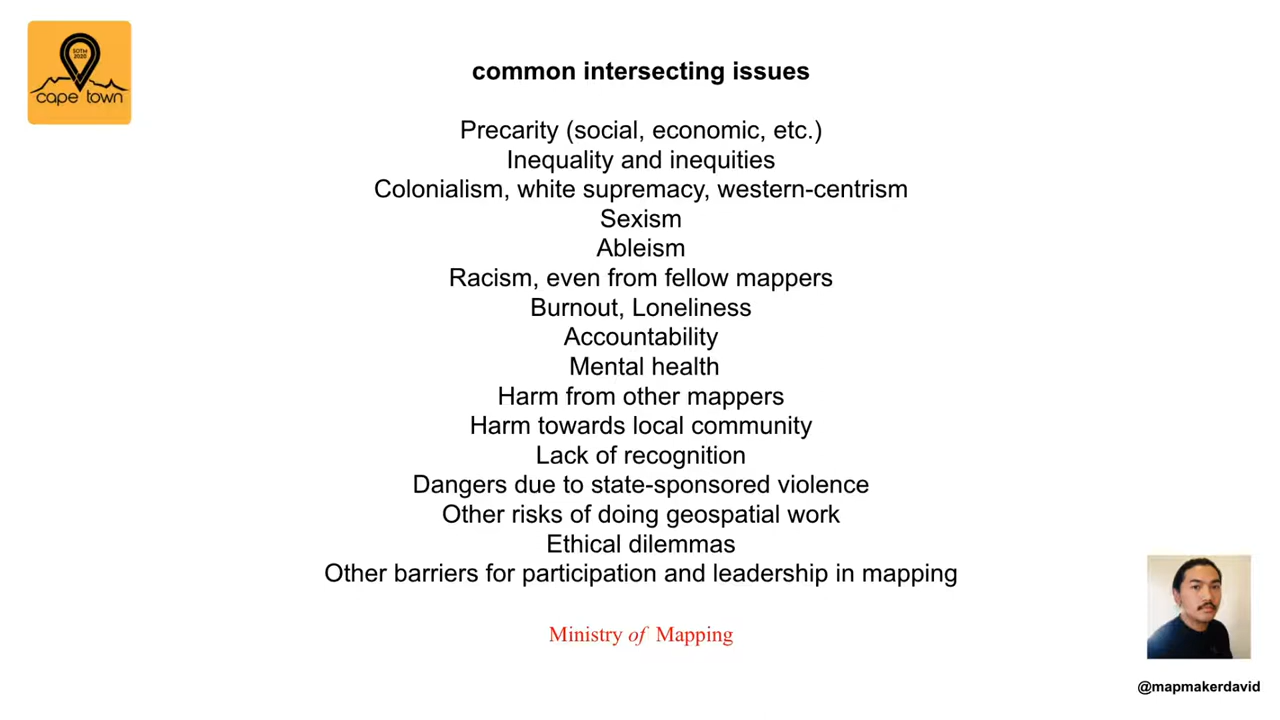 SOTM
2020
cape town
common intersecting issues
Precarity (social, economic, etc.)
Inequality and inequities
Colonialism, white supremacy, western-centrism
Sexism
Ableism
Racism, even from fellow mappers
Burnout, Loneliness
Accountability
Mental health
Harm from other mappers
Harm towards local community
Lack of recognition
Dangers due to state-sponsored violence
Other risks of doing geospatial work
Ethical dilemmas
Other barriers for participation and leadership in mapping
Ministry of Mapping
@mapmakerdavid